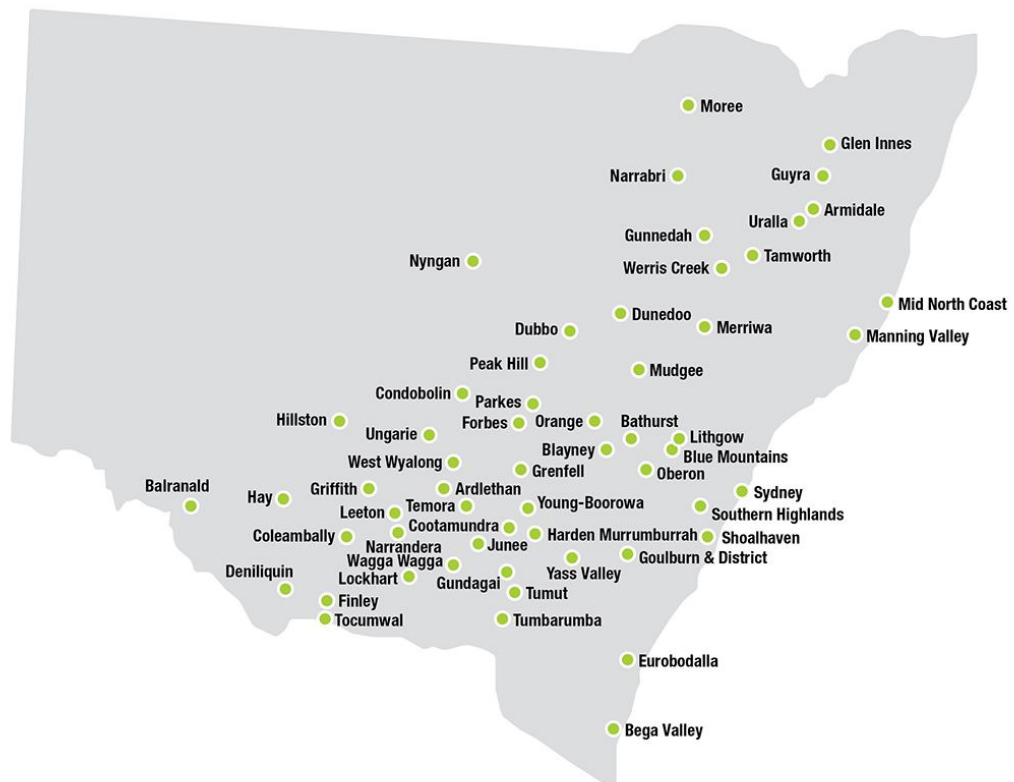 Moree
Glen Innes
Narrabri
Guyra
Armidale
Uralla
Gunnedah
Tamworth
Nyngan
Werris Creek
Mid North Coast
Dunedoo
Dubbo
Merriwa
Manning Valley
Peak Hill
Mudgee
Condobolin
Parkes
Hillston
Forbes
Orange
Bathurst
Ungarie
Lithgow
Blayney
Blue Mountains
West Wyalong
Grenfell
Oberon
Balranald
Hay
Griffith
Ardlethan
Sydney
Leeton
Temora
Young-Boorowa
Southern Highlands
Coleambally
Cootamundra
Harden Murrumburrah
Shoalhaven
Narrandera
Junee
Goulburn & District
Wagga Wagga
Yass Valley
Deniliquin
Lockhart
Gundagai
Tumut
Finley
Tocumwal
Tumbarumba
Eurobodalla
Bega Valley